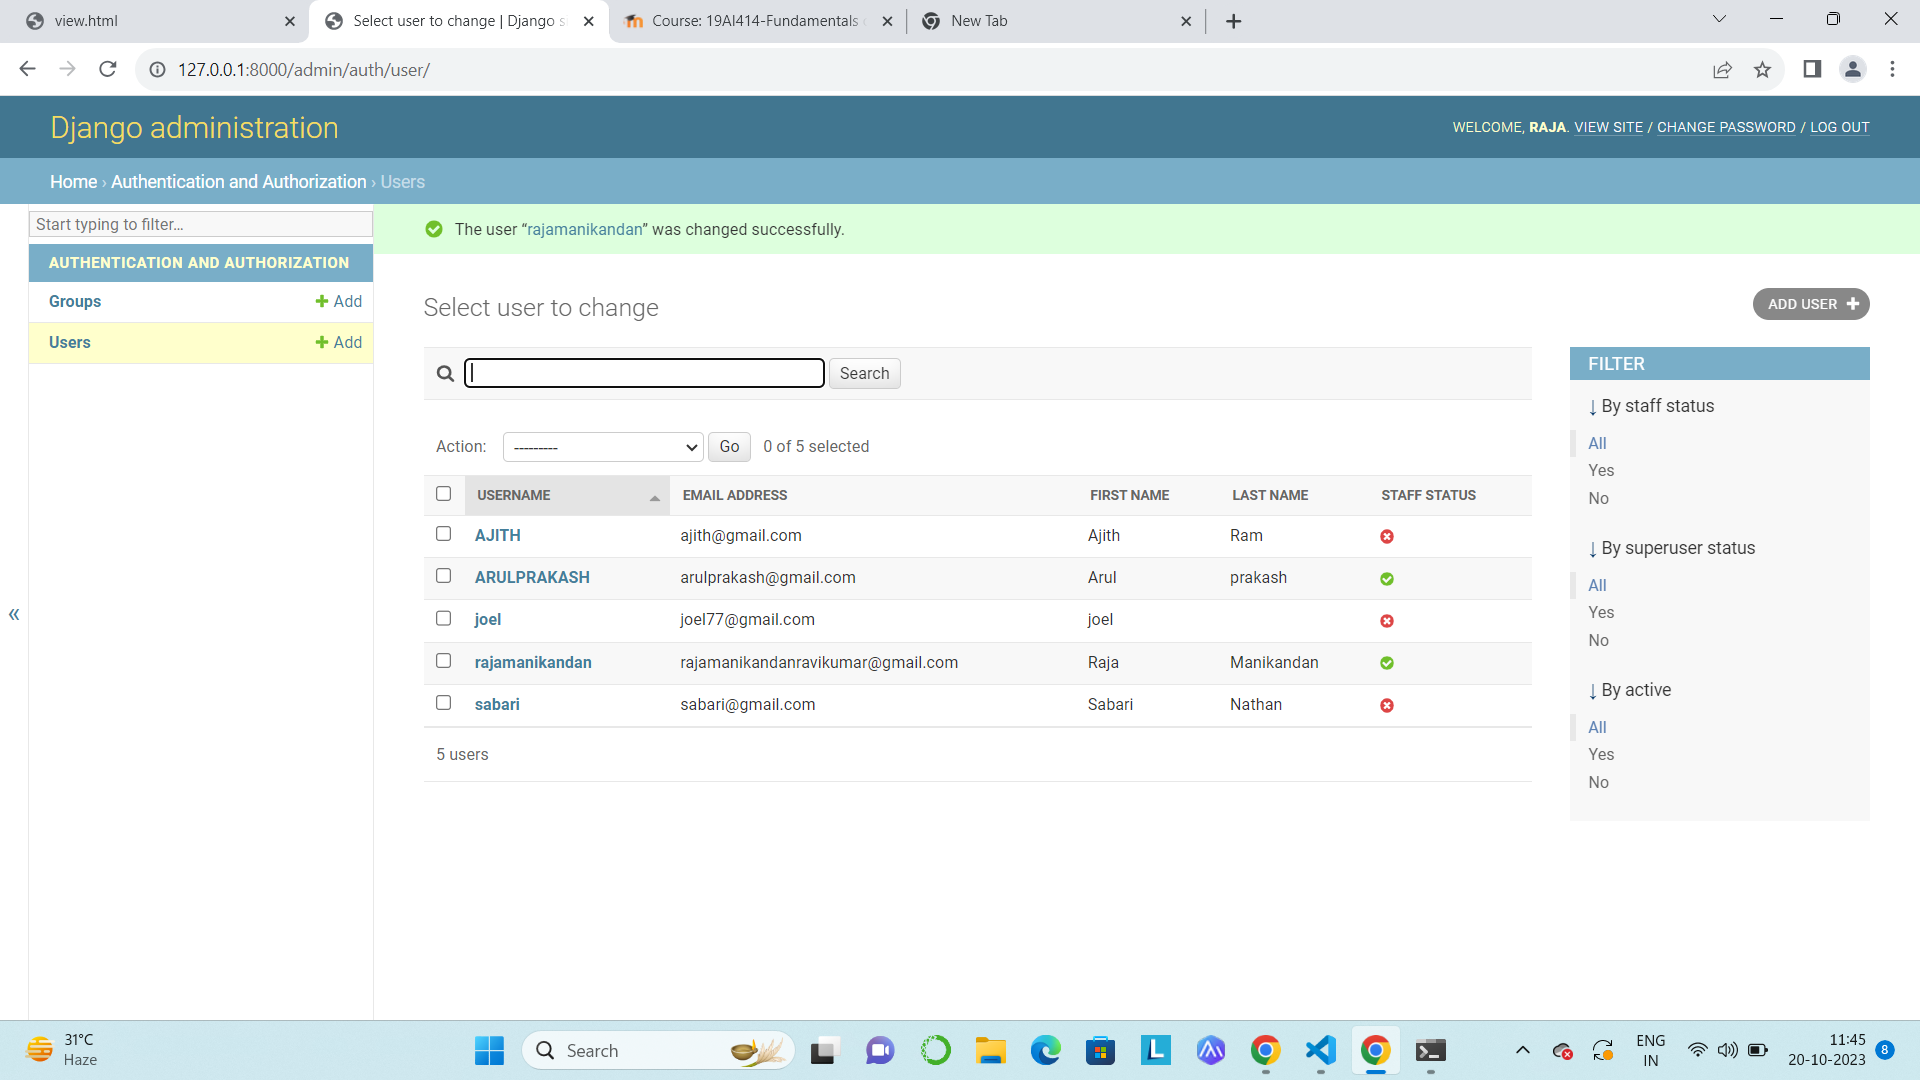 view.html
Select user to change | Django s
Course: 19AI414-Fundamentals
New Tab
127.0.0.1:8000/admin/auth/user/
Django administration
WELCOME, RAJA. VIEW SITE / CHANGE PASSWORD / LOG OUT
Home › Authentication and Authorization › Users
Start typing to filter...
AUTHENTICATION AND AUTHORIZATION
Groups + Add
Users + Add
«
The user “rajamanikandan” was changed successfully.
Select user to change
ADD USER +
Search
Action: --------- Go 0 of 5 selected
USERNAME EMAIL ADDRESS FIRST NAME LAST NAME STAFF STATUS
AJITH ajith@gmail.com Ajith Ram
ARULPRAKASH arulprakash@gmail.com Arul prakash
joel joel77@gmail.com joel
rajamanikandan rajamanikandanravikumar@gmail.com Raja Manikandan
sabari sabari@gmail.com Sabari Nathan
5 users
FILTER
↓ By staff status
All
Yes
No
↓ By superuser status
All
Yes
No
↓ By active
All
Yes
No
31°C
Haze
Search
ENG
IN
11:45
20-10-2023
8